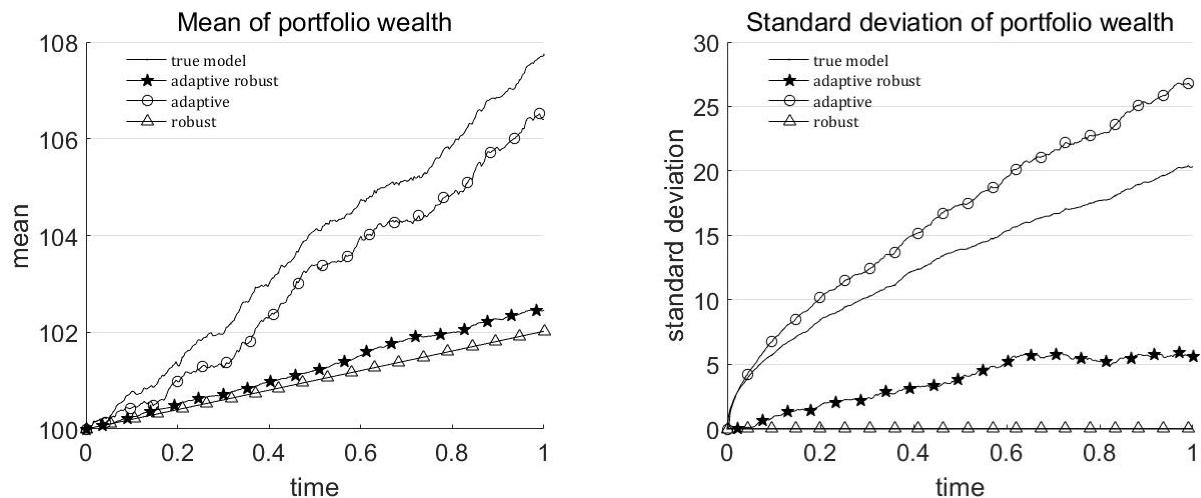 Mean of portfolio wealth
108
106
104
102
100
mean
true model
adaptive robust
adaptive
robust
0 0.2 0.4 0.6 0.8 1
time
Standard deviation of portfolio wealth
30
25
20
15
10
5
0
standard deviation
true model
adaptive robust
adaptive
robust
0 0.2 0.4 0.6 0.8 1
time